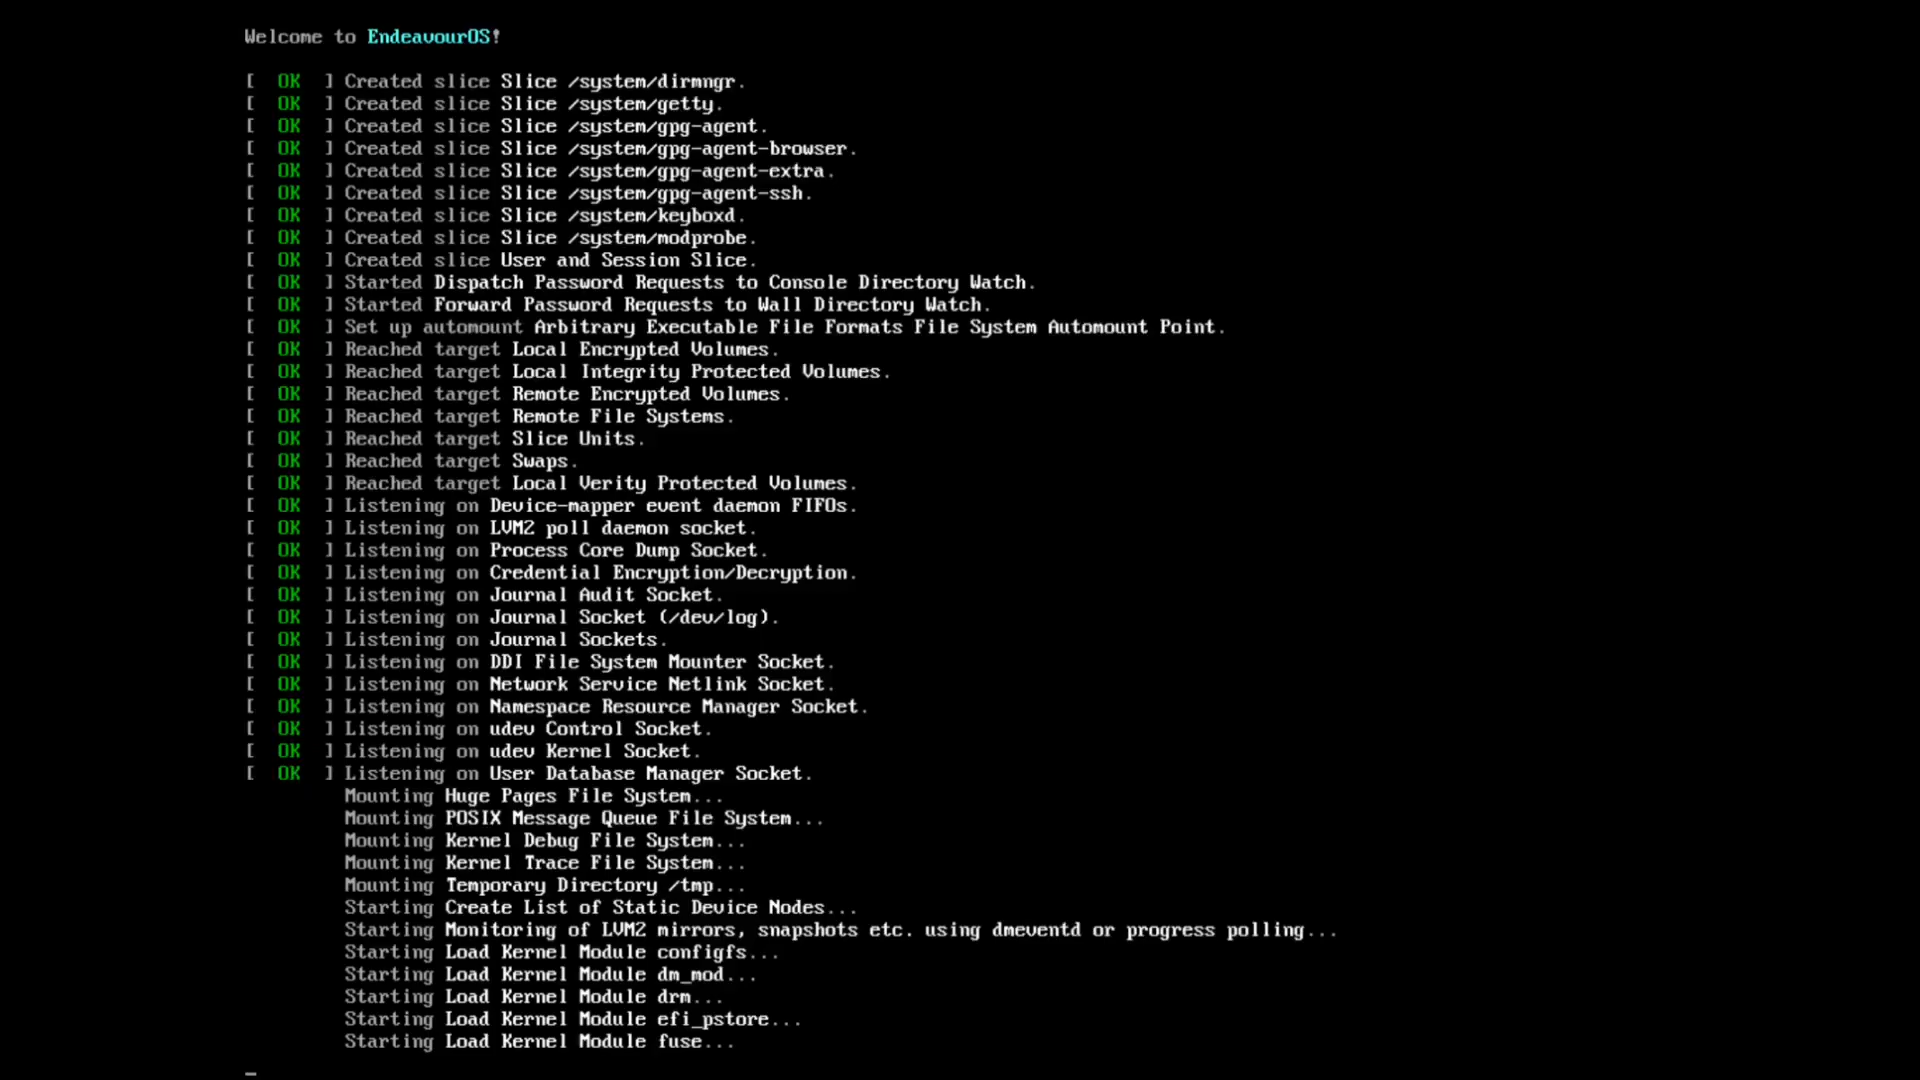 Welcome to EndeavourOS!
[  OK  ] Created slice Slice /system/dirmngr.
[  OK  ] Created slice Slice /system/getty.
[  OK  ] Created slice Slice /system/gpg-agent.
[  OK  ] Created slice Slice /system/gpg-agent-browser.
[  OK  ] Created slice Slice /system/gpg-agent-extra.
[  OK  ] Created slice Slice /system/gpg-agent-ssh.
[  OK  ] Created slice Slice /system/keyboxd.
[  OK  ] Created slice Slice /system/modprobe.
[  OK  ] Created slice User and Session Slice.
[  OK  ] Started Dispatch Password Requests to Console Directory Watch.
[  OK  ] Started Forward Password Requests to Wall Directory Watch.
[  OK  ] Set up automount Arbitrary Executable File Formats File System Automount Point.
[  OK  ] Reached target Local Encrypted Volumes.
[  OK  ] Reached target Local Integrity Protected Volumes.
[  OK  ] Reached target Remote Encrypted Volumes.
[  OK  ] Reached target Remote File Systems.
[  OK  ] Reached target Slice Units.
[  OK  ] Reached target Swaps.
[  OK  ] Reached target Local Verity Protected Volumes.
[  OK  ] Listening on Device-mapper event daemon FIFOs.
[  OK  ] Listening on LVM2 poll daemon socket.
[  OK  ] Listening on Process Core Dump Socket.
[  OK  ] Listening on Credential Encryption/Decryption.
[  OK  ] Listening on Journal Audit Socket.
[  OK  ] Listening on Journal Socket (/dev/log).
[  OK  ] Listening on Journal Sockets.
[  OK  ] Listening on DDI File System Mounter Socket.
[  OK  ] Listening on Network Service Netlink Socket.
[  OK  ] Listening on Namespace Resource Manager Socket.
[  OK  ] Listening on udev Control Socket.
[  OK  ] Listening on udev Kernel Socket.
[  OK  ] Listening on User Database Manager Socket.
Mounting Huge Pages File System...
Mounting POSIX Message Queue File System...
Mounting Kernel Debug File System...
Mounting Kernel Trace File System...
Mounting Temporary Directory /tmp...
Starting Create List of Static Device Nodes...
Starting Monitoring of LVM2 mirrors, snapshots etc. using dmeventd or progress polling...
Starting Load Kernel Module configfs...
Starting Load Kernel Module dm_mod...
Starting Load Kernel Module drm...
Starting Load Kernel Module efi_pstore...
Starting Load Kernel Module fuse...